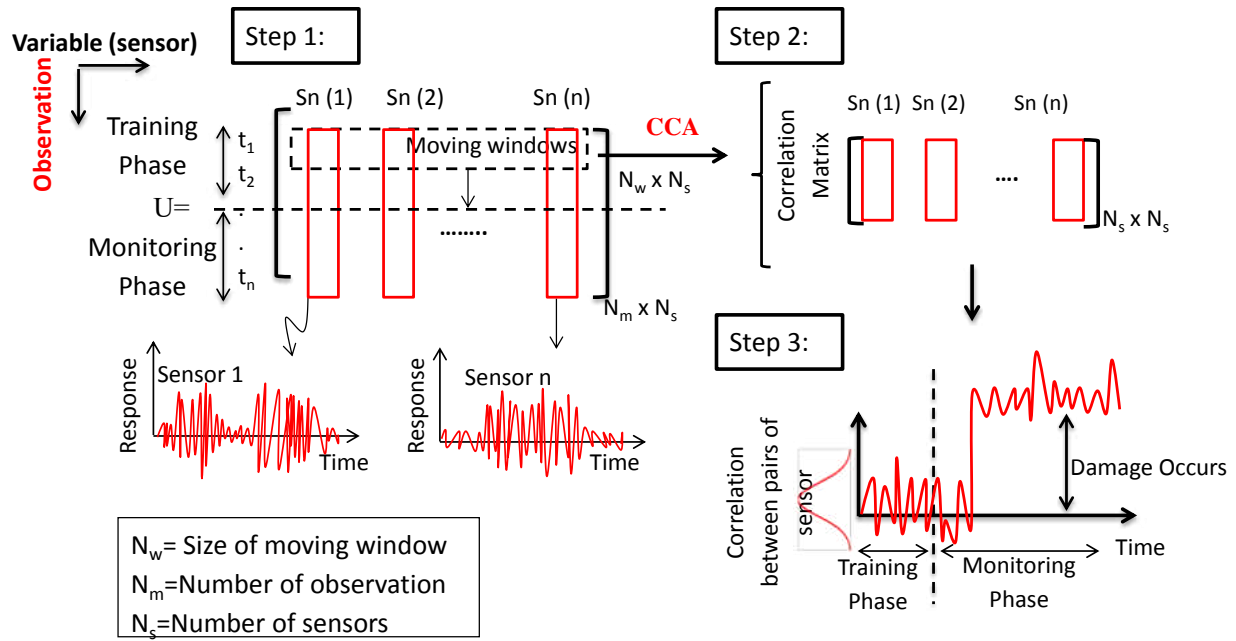 Variable (sensor)
Observation
Step 1:
Sn (1)
Sn (2)
Sn (n)
Training
Phase
t1
t2
Moving windows
U=
.
.
........
Monitoring
Phase
tn
CCA
Nw x Ns
Nm x Ns
Response
Sensor 1
Time
Response
Sensor n
Time
Nw= Size of moving window
Nm=Number of observation
Ns=Number of sensors
Step 2:
Correlation
Matrix
Sn (1)
Sn (2)
Sn (n)
....
Ns x Ns
Step 3:
Correlation
between pairs of
sensor
Damage Occurs
Time
Training
Phase
Monitoring
Phase